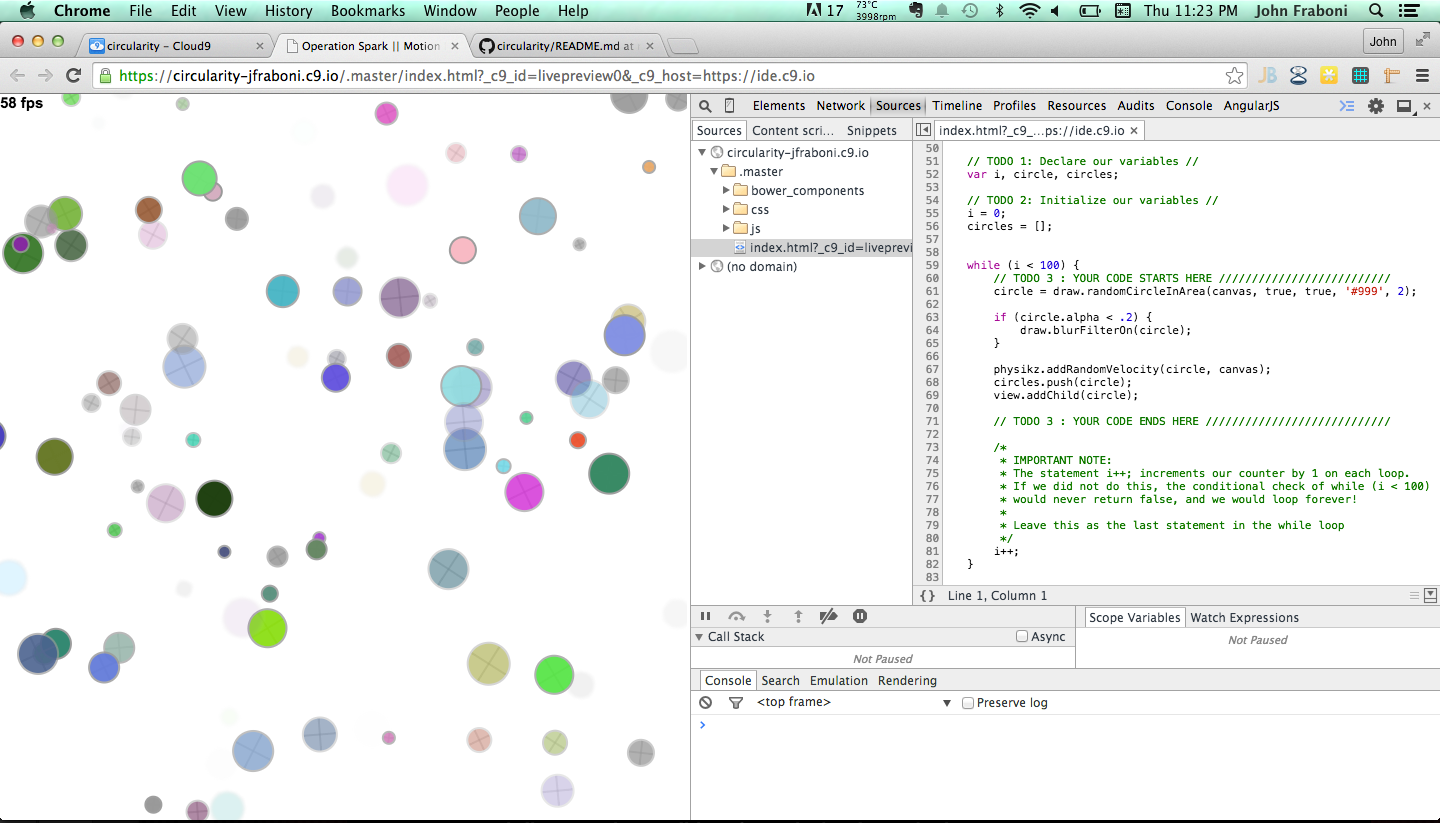 Chrome File Edit View History Bookmarks Window People Help 17 73°C 3998rpm Thu 11:23 PM John Fraboni
circularity – Cloud9 × Operation Spark || Motion × circularity/README.md at × John
https://circularity-jfraboni.c9.io/.master/index.html?_c9_id=livepreview0&_c9_host=https://ide.c9.io JB
58 fps
Elements Network Sources Timeline Profiles Resources Audits Console AngularJS
Sources Content scri... Snippets
index.html?_c9_...ps://ide.c9.io ×
circularity-jfraboni.c9.io
.master
bower_components
css
js
index.html?_c9_id=liveprevi
(no domain)
50
51 // TODO 1: Declare our variables //
52 var i, circle, circles;
53
54 // TODO 2: Initialize our variables //
55 i = 0;
56 circles = [];
57
58
59 while (i < 100) {
60 // TODO 3 : YOUR CODE STARTS HERE //////////////////////////
61 circle = draw.randomCircleInArea(canvas, true, true, '#999', 2);
62
63 if (circle.alpha < .2) {
64 draw.blurFilterOn(circle);
65 }
66
67 physikz.addRandomVelocity(circle, canvas);
68 circles.push(circle);
69 view.addChild(circle);
70
71 // TODO 3 : YOUR CODE ENDS HERE ////////////////////////////
72
73 /*
74 * IMPORTANT NOTE:
75 * The statement i++; increments our counter by 1 on each loop.
76 * If we did not do this, the conditional check of while (i < 100)
77 * would never return false, and we would loop forever!
78 *
79 * Leave this as the last statement in the while loop
80 */
81 i++;
82 }
83
{} Line 1, Column 1
Call Stack Async
Not Paused
Scope Variables Watch Expressions
Not Paused
Console Search Emulation Rendering
<top frame> Preserve log
>